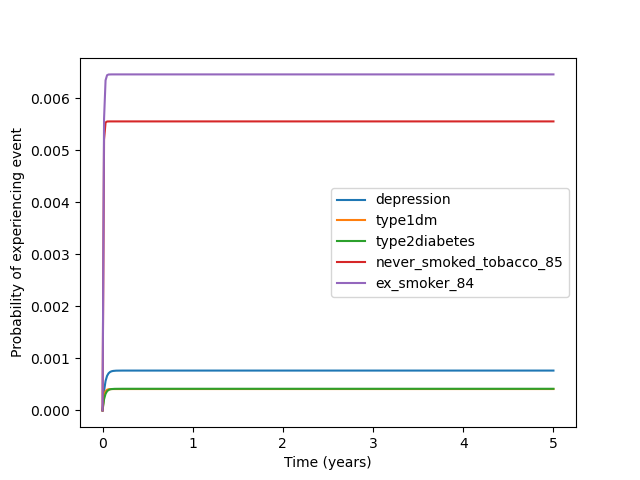 Probability of experiencing event
0.006
0.005
0.004
0.003
0.002
0.001
0.000
depression
type1dm
type2diabetes
never_smoked_tobacco_85
ex_smoker_84
0 1 2 3 4 5
Time (years)